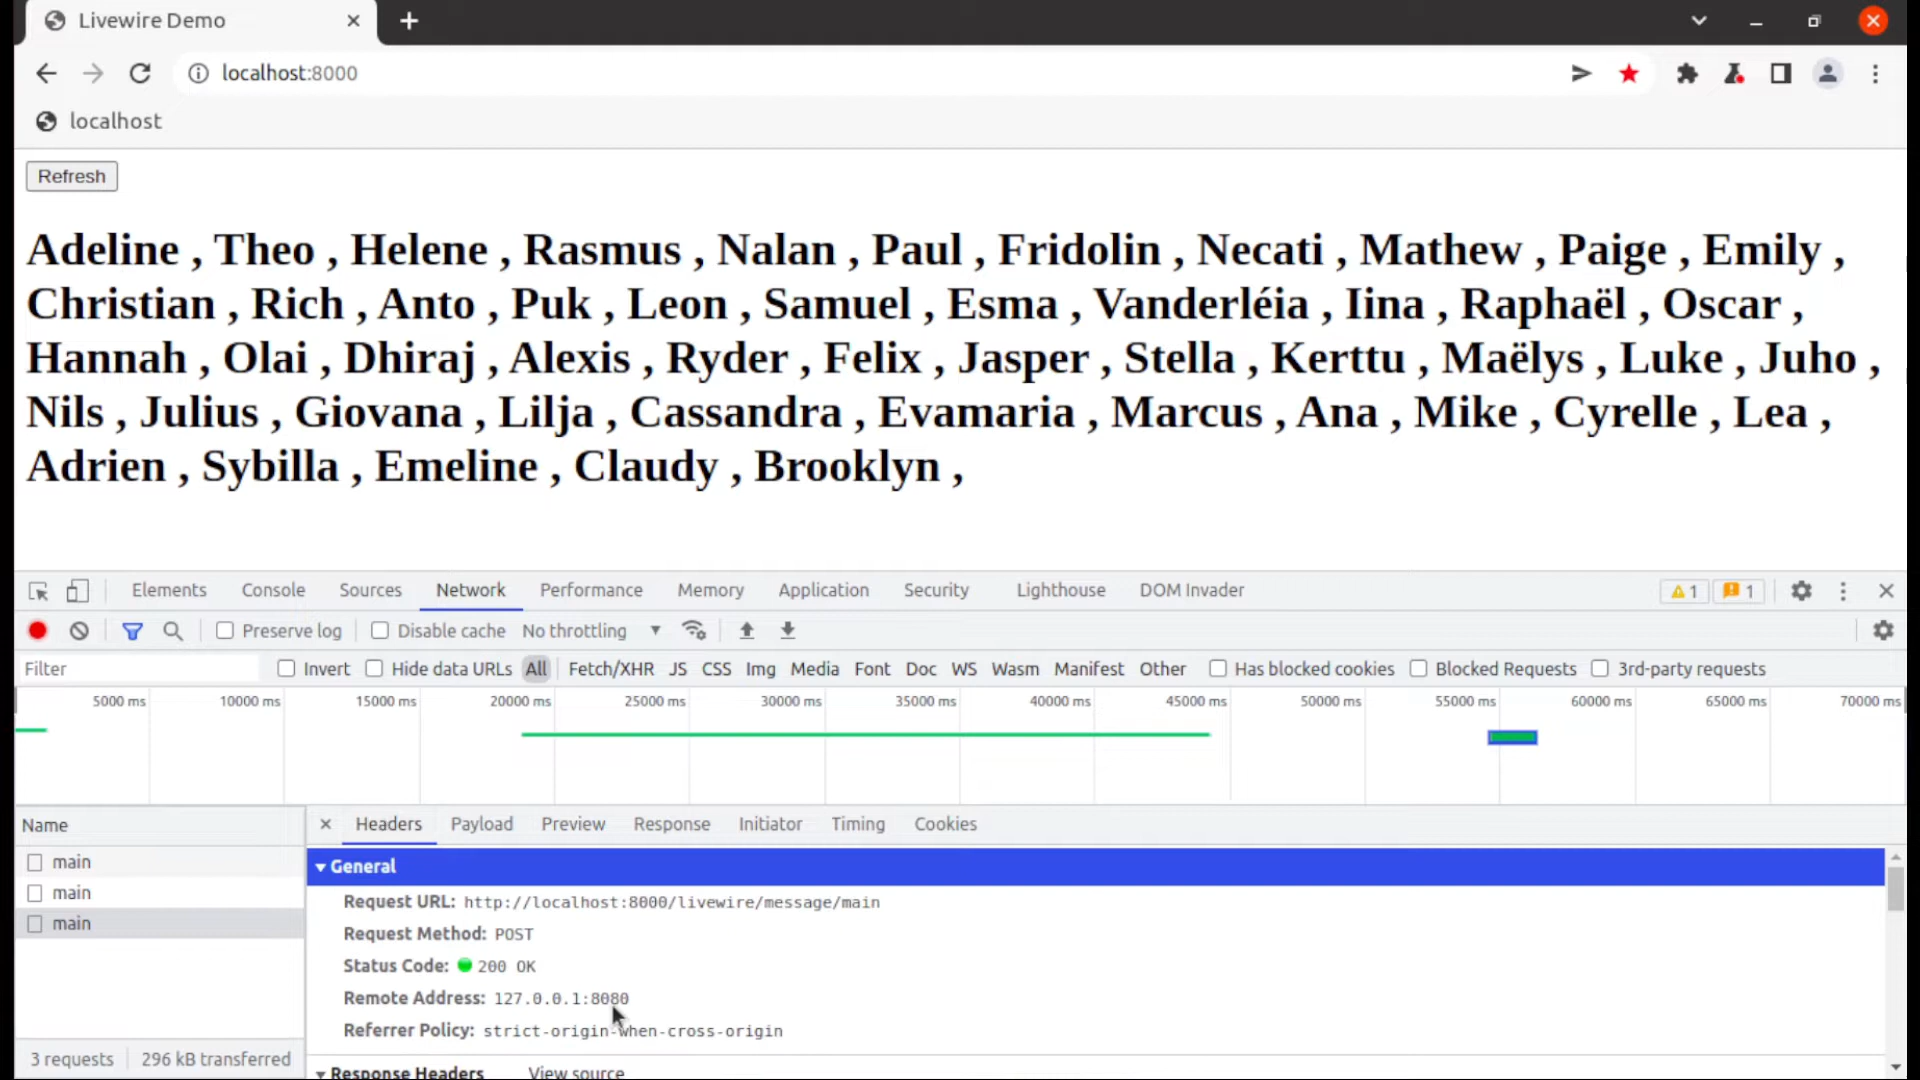 Livewire Demo
localhost:8000
localhost
Refresh
Adeline , Theo , Helene , Rasmus , Nalan , Paul , Fridolin , Necati , Mathew , Paige , Emily ,
Christian , Rich , Anto , Puk , Leon , Samuel , Esma , Vanderléia , Iina , Raphaël , Oscar ,
Hannah , Olai , Dhiraj , Alexis , Ryder , Felix , Jasper , Stella , Kerttu , Maëlys , Luke , Juho ,
Nils , Julius , Giovana , Lilja , Cassandra , Evamaria , Marcus , Ana , Mike , Cyrelle , Lea ,
Adrien , Sybilla , Emeline , Claudy , Brooklyn ,
Elements Console Sources Network Performance Memory Application Security Lighthouse DOM Invader 1 1
Preserve log Disable cache No throttling
Filter Invert Hide data URLs All Fetch/XHR JS CSS Img Media Font Doc WS Wasm Manifest Other Has blocked cookies Blocked Requests 3rd-party requests
5000 ms 10000 ms 15000 ms 20000 ms 25000 ms 30000 ms 35000 ms 40000 ms 45000 ms 50000 ms 55000 ms 60000 ms 65000 ms 70000 ms
Name Headers Payload Preview Response Initiator Timing Cookies
main
main
main
General
Request URL: http://localhost:8000/livewire/message/main
Request Method: POST
Status Code: 200 OK
Remote Address: 127.0.0.1:8080
Referrer Policy: strict-origin-when-cross-origin
3 requests 296 kB transferred
Response Headers View source